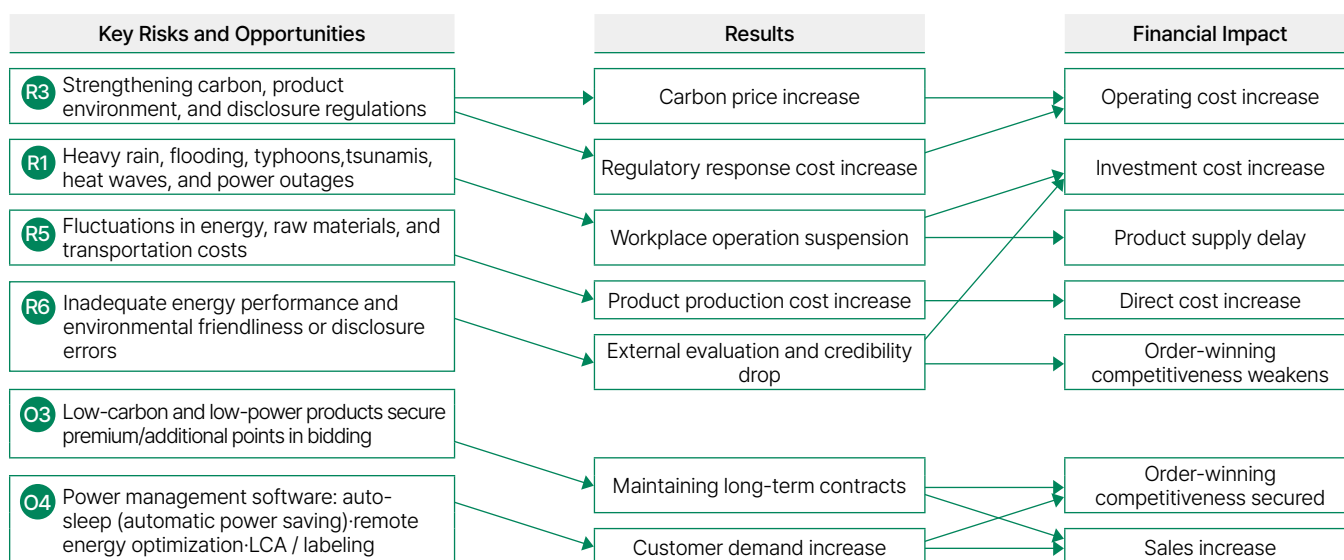 Key Risks and Opportunities
Results
Financial Impact
R3
Strengthening carbon, product
environment, and disclosure regulations
R1
Heavy rain, flooding, typhoons,tsunamis,
heat waves, and power outages
R5
Fluctuations in energy, raw materials, and
transportation costs
R6
Inadequate energy performance and
environmental friendliness or disclosure
errors
O3
Low-carbon and low-power products secure
premium/additional points in bidding
O4
Power management software: auto-
sleep (automatic power saving)·remote
energy optimization·LCA / labeling
Carbon price increase
Regulatory response cost increase
Workplace operation suspension
Product production cost increase
External evaluation and credibility
drop
Maintaining long-term contracts
Customer demand increase
Operating cost increase
Investment cost increase
Product supply delay
Direct cost increase
Order-winning
competitiveness weakens
Order-winning
competitiveness secured
Sales increase